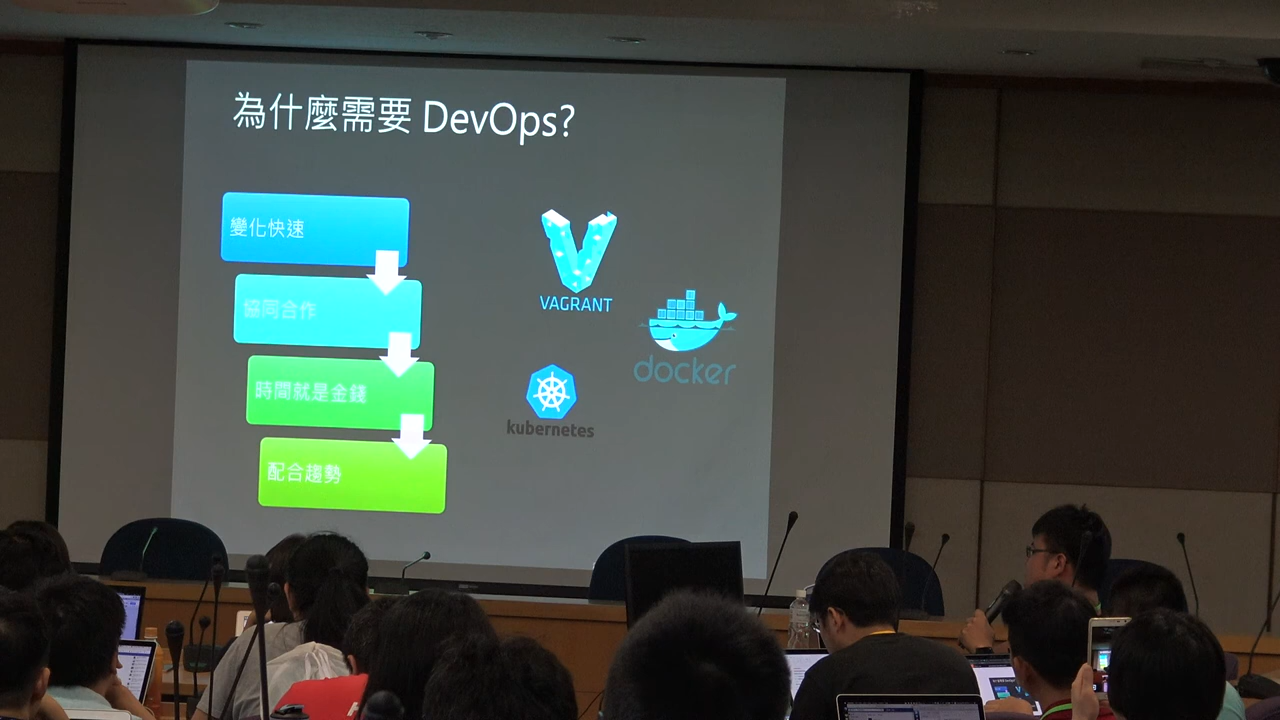 為什麼需要 DevOps?
變化快速
協同合作
時間就是金錢
配合趨勢
VAGRANT
docker
kubernetes